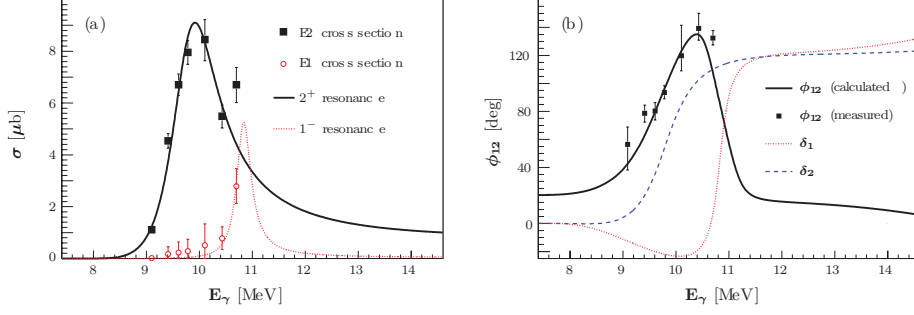 (a)
E2 cross section
E1 cross section
2⁺ resonance
1⁻ resonance
σ [μb]
8
6
4
2
0
8 9 10 11 12 13 14
E_γ [MeV]
(b)
ϕ₁₂ (calculated)
ϕ₁₂ (measured)
δ₁
δ₂
ϕ₁₂ [deg]
120
80
40
0
8 9 10 11 12 13 14
E_γ [MeV]